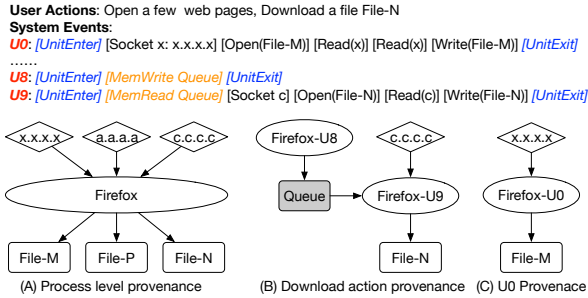 User Actions: Open a few web pages, Download a file File-N
System Events:
U0: [UnitEnter] [Socket x: x.x.x.x] [Open(File-M)] [Read(x)] [Read(x)] [Write(File-M)] [UnitExit]
......
U8: [UnitEnter] [MemWrite Queue] [UnitExit]
U9: [UnitEnter] [MemRead Queue] [Socket c] [Open(File-N)] [Read(c)] [Write(File-N)] [UnitExit]
x.x.x.x
a.a.a.a
c.c.c.c
Firefox
File-M
File-P
File-N
(A) Process level provenance
Firefox-U8
c.c.c.c
Queue
Firefox-U9
File-N
(B) Download action provenance
x.x.x.x
Firefox-U0
File-M
(C) U0 Provenace